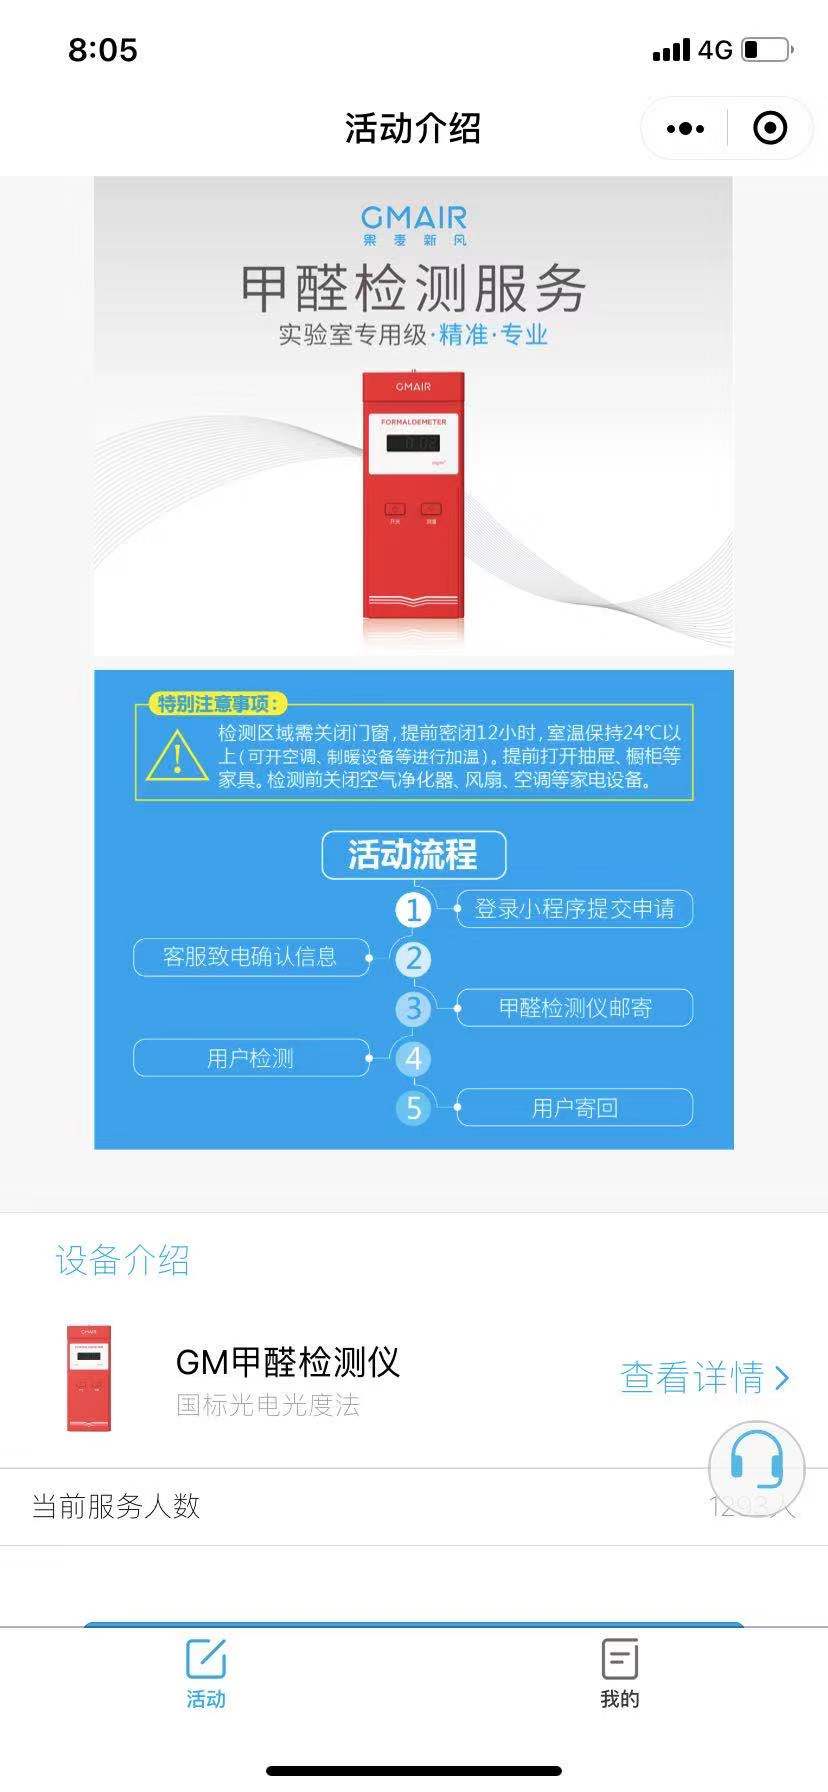 8:05
4G
活动介绍
GMAIR
果麦新风
甲醛检测服务
实验室专用级·精准·专业
GMAIR
FORMALDEMETER
开关
测量
特别注意事项：
检测区域需关闭门窗，提前密闭12小时，室温保持24℃以
上（可开空调、制暖设备等进行加温）。提前打开抽屉、橱柜等
家具。检测前关闭空气净化器、风扇、空调等家电设备。
活动流程
1 登录小程序提交申请
客服致电确认信息 2
3 甲醛检测仪邮寄
用户检测 4
5 用户寄回
设备介绍
GM甲醛检测仪
国标光电光度法
查看详情
当前服务人数
1293人
活动
我的